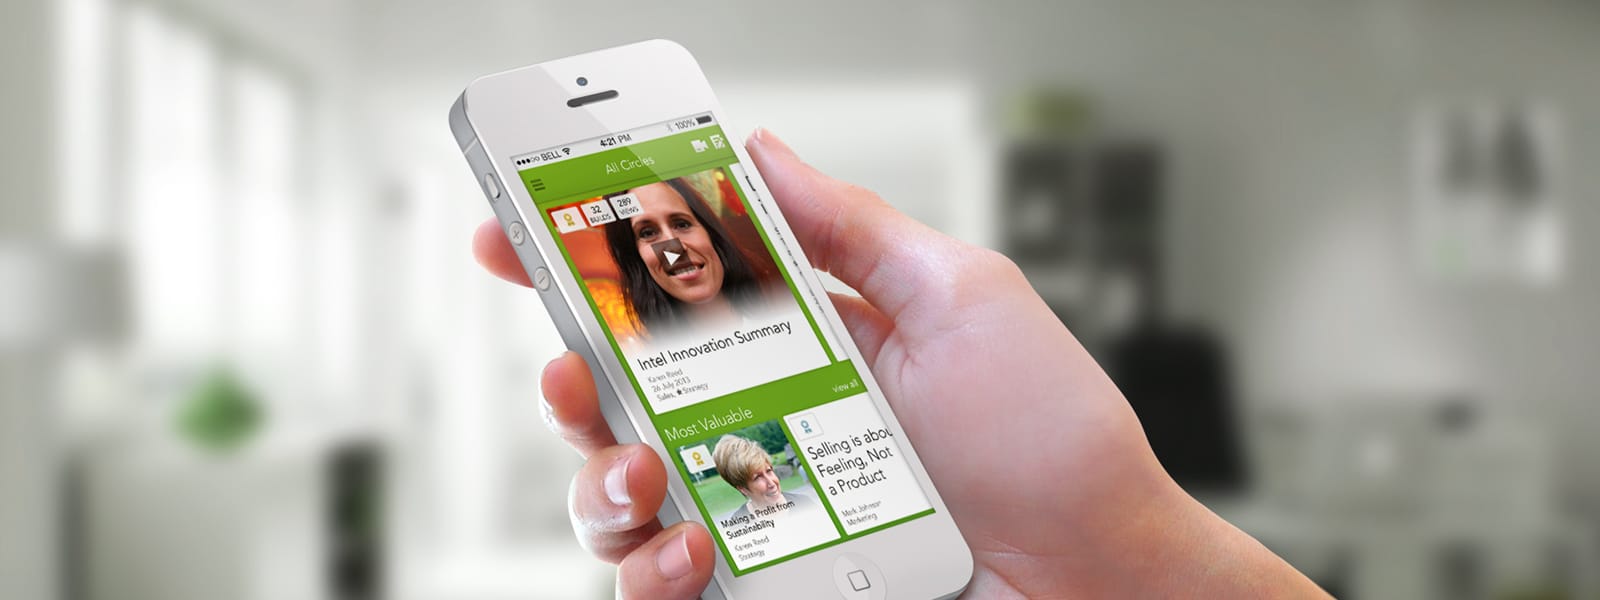 BELL 4:21 PM 100%
All Circles
32 BUILDS 289 VIEWS
Intel Innovation Summary
Karen Reed
26 July 2013
Sales, ★ Strategy
Most Valuable view all
Making a Profit from
Sustainability
Karen Reed
Strategy
Selling is abou
Feeling, Not
a Product
Mark Johnson
Marketing